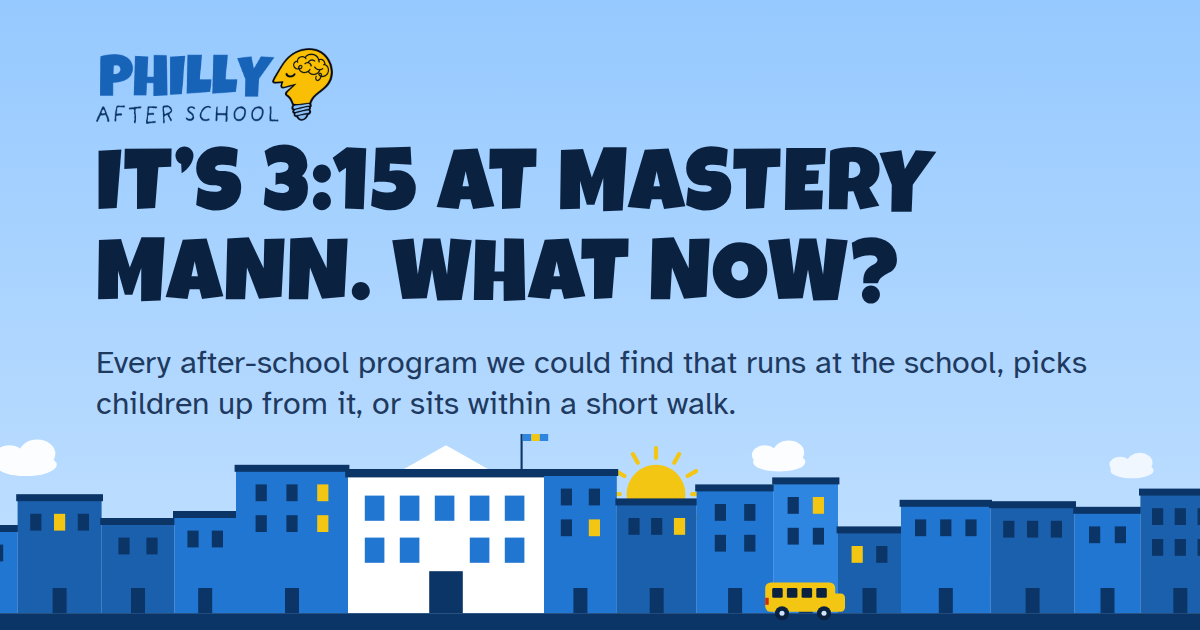 PHILLY
AFTER SCHOOL
IT’S 3:15 AT MASTERY
MANN. WHAT NOW?
Every after-school program we could find that runs at the school, picks
children up from it, or sits within a short walk.